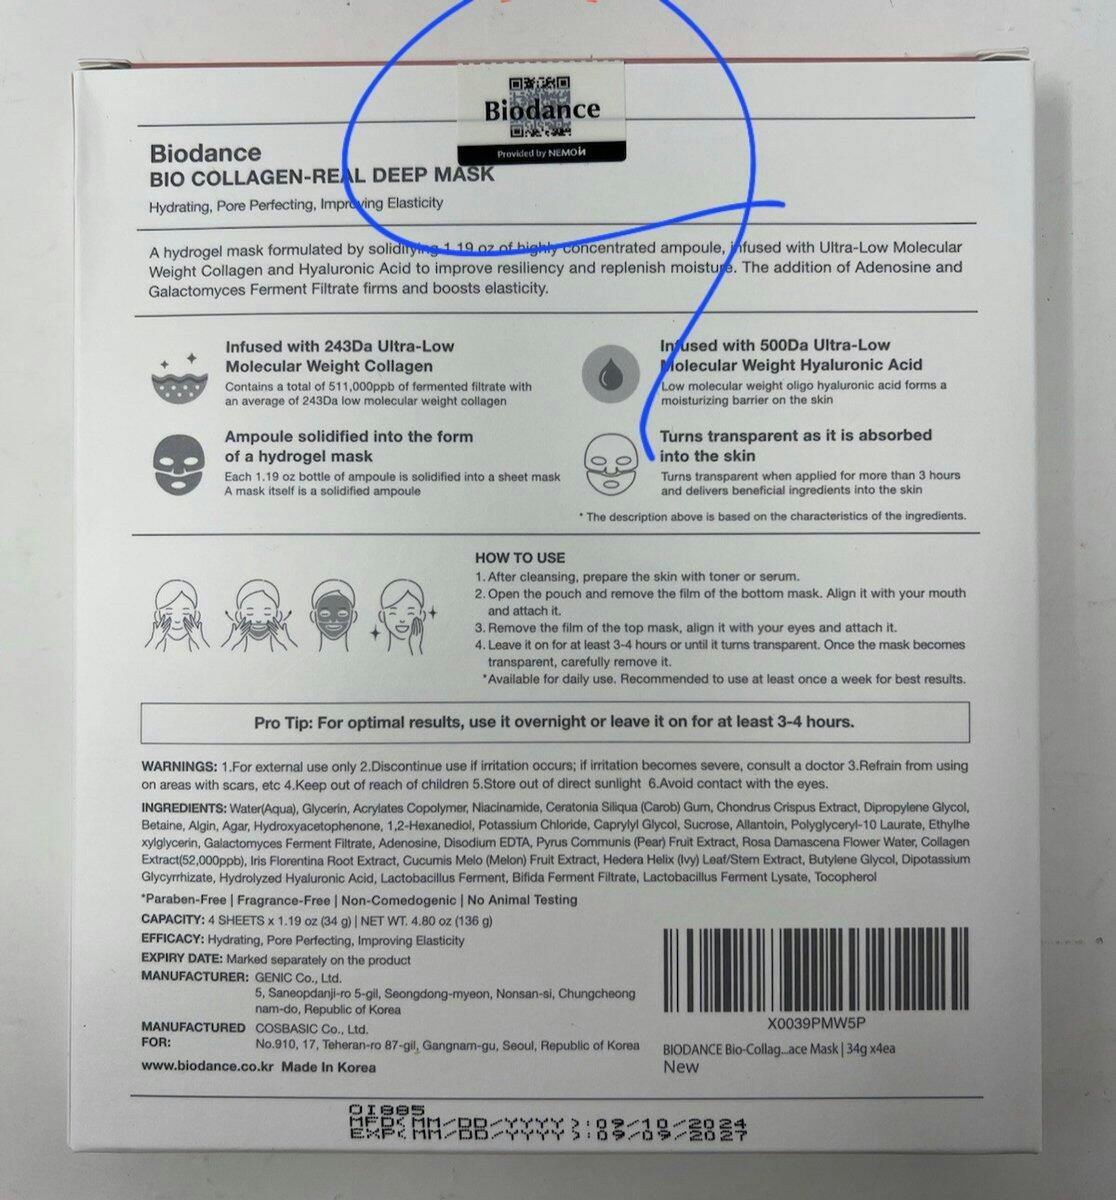 Biodance
Provided by NEMOИ
Biodance
BIO COLLAGEN-REAL DEEP MASK
Hydrating, Pore Perfecting, Improving Elasticity
A hydrogel mask formulated by solidifying 1.19 oz of highly concentrated ampoule, infused with Ultra-Low Molecular
Weight Collagen and Hyaluronic Acid to improve resiliency and replenish moisture. The addition of Adenosine and
Galactomyces Ferment Filtrate firms and boosts elasticity.
Infused with 243Da Ultra-Low
Molecular Weight Collagen
Contains a total of 511,000ppb of fermented filtrate with
an average of 243Da low molecular weight collagen
Infused with 500Da Ultra-Low
Molecular Weight Hyaluronic Acid
Low molecular weight oligo hyaluronic acid forms a
moisturizing barrier on the skin
Ampoule solidified into the form
of a hydrogel mask
Each 1.19 oz bottle of ampoule is solidified into a sheet mask
A mask itself is a solidified ampoule
Turns transparent as it is absorbed
into the skin
Turns transparent when applied for more than 3 hours
and delivers beneficial ingredients into the skin
* The description above is based on the characteristics of the ingredients.
HOW TO USE
1. After cleansing, prepare the skin with toner or serum.
2. Open the pouch and remove the film of the bottom mask. Align it with your mouth
and attach it.
3. Remove the film of the top mask, align it with your eyes and attach it.
4. Leave it on for at least 3-4 hours or until it turns transparent. Once the mask becomes
transparent, carefully remove it.
*Available for daily use. Recommended to use at least once a week for best results.
Pro Tip: For optimal results, use it overnight or leave it on for at least 3-4 hours.
WARNINGS: 1.For external use only 2.Discontinue use if irritation occurs; if irritation becomes severe, consult a doctor 3.Refrain from using
on areas with scars, etc 4.Keep out of reach of children 5.Store out of direct sunlight 6.Avoid contact with the eyes.
INGREDIENTS: Water(Aqua), Glycerin, Acrylates Copolymer, Niacinamide, Ceratonia Siliqua (Carob) Gum, Chondrus Crispus Extract, Dipropylene Glycol,
Betaine, Algin, Agar, Hydroxyacetophenone, 1,2-Hexanediol, Potassium Chloride, Caprylyl Glycol, Sucrose, Allantoin, Polyglyceryl-10 Laurate, Ethylhe
xylglycerin, Galactomyces Ferment Filtrate, Adenosine, Disodium EDTA, Pyrus Communis (Pear) Fruit Extract, Rosa Damascena Flower Water, Collagen
Extract(52,000ppb), Iris Florentina Root Extract, Cucumis Melo (Melon) Fruit Extract, Hedera Helix (Ivy) Leaf/Stem Extract, Butylene Glycol, Dipotassium
Glycyrrhizate, Hydrolyzed Hyaluronic Acid, Lactobacillus Ferment, Bifida Ferment Filtrate, Lactobacillus Ferment Lysate, Tocopherol
*Paraben-Free | Fragrance-Free | Non-Comedogenic | No Animal Testing
CAPACITY: 4 SHEETS x 1.19 oz (34 g) | NET WT. 4.80 oz (136 g)
EFFICACY: Hydrating, Pore Perfecting, Improving Elasticity
EXPIRY DATE: Marked separately on the product
MANUFACTURER: GENIC Co., Ltd.
5, Saneopdanji-ro 5-gil, Seongdong-myeon, Nonsan-si, Chungcheong
nam-do, Republic of Korea
MANUFACTURED FOR: COSBASIC Co., Ltd.
No.910, 17, Teheran-ro 87-gil, Gangnam-gu, Seoul, Republic of Korea
www.biodance.co.kr Made In Korea
X0039PMW5P
BIODANCE Bio-Collag...ace Mask | 34g x4ea
New
OI885
MFD<MM/DD/YYYY>:09/10/2024
EXP<MM/DD/YYYY>:09/09/2027